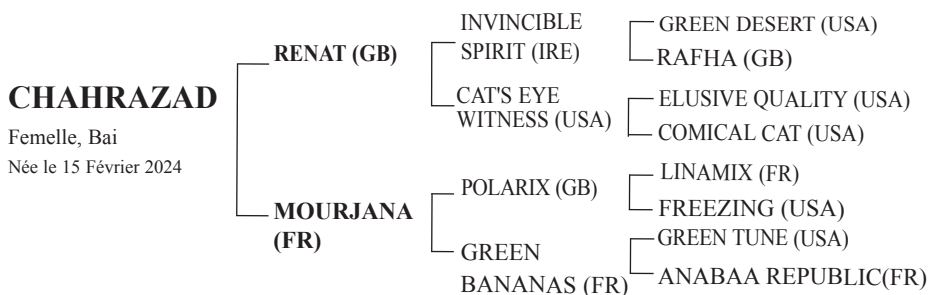 CHAHRAZAD
Femelle, Bai
Née le 15 Février 2024
RENAT (GB)
MOURJANA
(FR)
INVINCIBLE
SPIRIT (IRE)
CAT'S EYE
WITNESS (USA)
POLARIX (GB)
GREEN
BANANAS (FR)
GREEN DESERT (USA)
RAFHA (GB)
ELUSIVE QUALITY (USA)
COMICAL CAT (USA)
LINAMIX (FR)
FREEZING (USA)
GREEN TUNE (USA)
ANABAA REPUBLIC(FR)